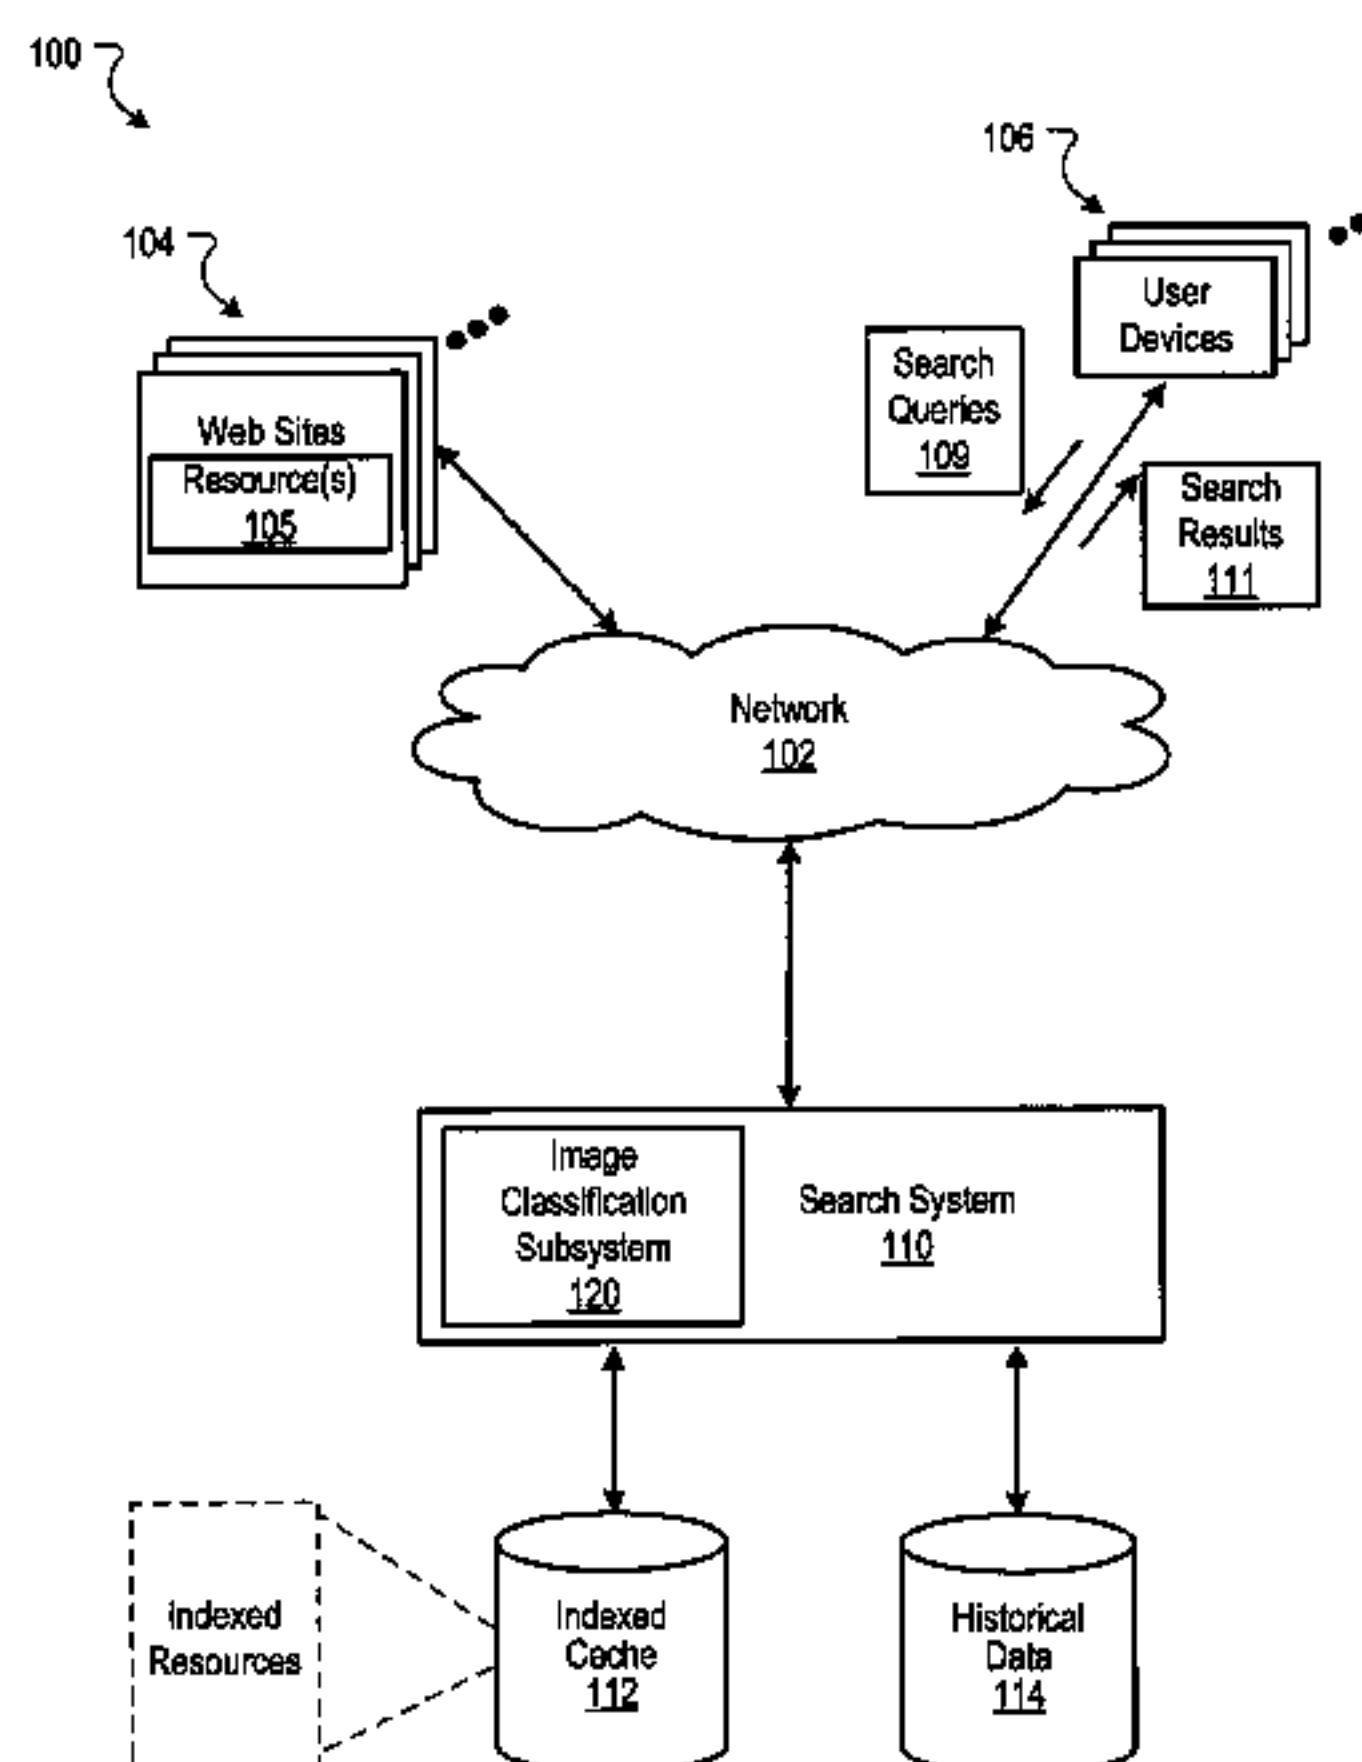 100
106
104
User
Devices
Search
Queries
109
Web Sites
Resource(s)
105
Search
Results
111
Network
102
Image
Classification
Subsystem
120
Search System
110
Indexed
Resources
Indexed
Cache
112
Historical
Data
114